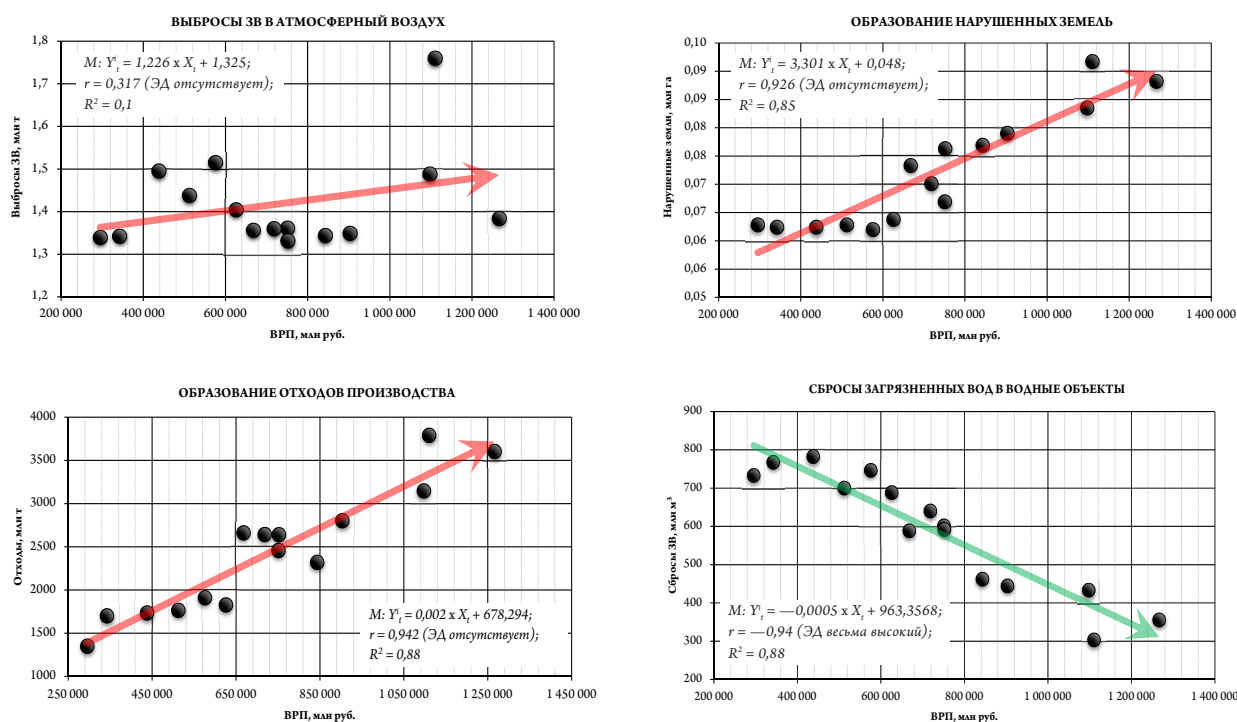 ВЫБРОСЫ ЗВ В АТМОСФЕРНЫЙ ВОЗДУХ
1,8
1,7
1,6
1,5
1,4
1,3
1,2
Выбросы ЗВ, млн т
M: Yᵗₜ = 1,226 x Xₜ + 1,325;
r = 0,317 (ЭД отсутствует);
R² = 0,1
200 000 400 000 600 000 800 000 1 000 000 1 200 000 1 400 000
ВРП, млн руб.
ОБРАЗОВАНИЕ НАРУШЕННЫХ ЗЕМЕЛЬ
0,10
0,09
0,09
0,08
0,08
0,07
0,07
0,06
0,06
0,05
Нарушенные земли, млн га
M: Yᵗₜ = 3,301 x Xₜ + 0,048;
r = 0,926 (ЭД отсутствует);
R² = 0,85
200 000 400 000 600 000 800 000 1 000 000 1 200 000 1 400 000
ВРП, млн руб.
ОБРАЗОВАНИЕ ОТХОДОВ ПРОИЗВОДСТВА
4000
3500
3000
2500
2000
1500
1000
Отходы, млн т
M: Yᵗₜ = 0,002 x Xₜ + 678,294;
r = 0,942 (ЭД отсутствует);
R² = 0,88
250 000 450 000 650 000 850 000 1 050 000 1 250 000 1 450 000
ВРП, млн руб.
СБРОСЫ ЗАГРЯЗНЕННЫХ ВОД В ВОДНЫЕ ОБЪЕКТЫ
900
800
700
600
500
400
300
200
Сбросы ЗВ, млн м³
M: Yᵗₜ = —0,0005 x Xₜ + 963,3568;
r = —0,94 (ЭД весьма высокий);
R² = 0,88
200 000 400 000 600 000 800 000 1 000 000 1 200 000 1 400 000
ВРП, млн руб.